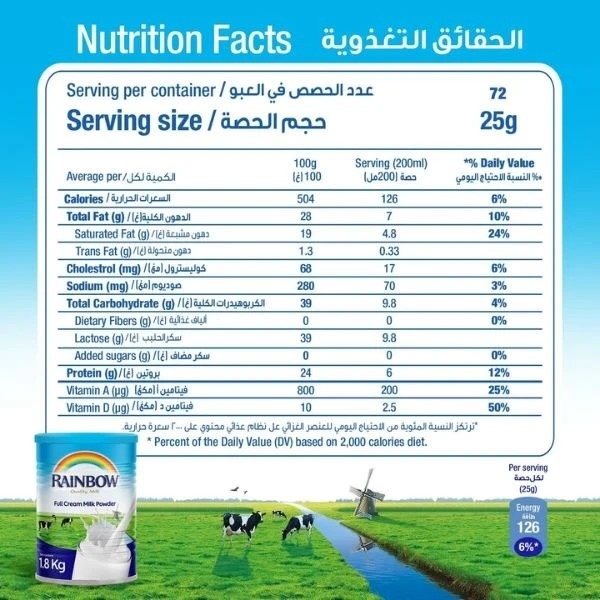 Nutrition Facts الحقائق التغذوية
Serving per container / عدد الحصص في العبو 72
Serving size / حجم الحصة 25g
Average per/الكمية لكل 100g 100(غ) Serving (200ml) حصة (200مل) *% Daily Value *% النسبة الاحتياج اليومي
Calories / السعرات الحرارية 504 126 6%
Total Fat (g) /الدهون الكلية(غ) 28 7 10%
Saturated Fat (g) /دهون مشبعة (غ) 19 4.8 24%
Trans Fat (g) /دهون متحولة (غ) 1.3 0.33
Cholestrol (mg) /كوليسترول (مغ) 68 17 6%
Sodium (mg) /صوديوم (مغ) 280 70 3%
Total Carbohydrate (g) /الكربوهيدرات الكلية (غ) 39 9.8 4%
Dietary Fibers (g) /ألياف غذائية (غ) 0 0 0%
Lactose (g) /سكر الحليب (غ) 39 9.8
Added sugars (g) /سكر مضاف (غ) 0 0 0%
Protein (g) /بروتين (غ) 24 6 12%
Vitamin A (µg) /فيتامين أ (مكغ) 800 200 25%
Vitamin D (µg) /فيتامين د (مكغ) 10 2.5 50%
*ترتكز النسبة المئوية من الاحتياج اليومي للعنصر الغزائي عل نظام غذائي محتوي على ٢٠٠٠ سعرة حرارية.
* Percent of the Daily Value (DV) based on 2,000 calories diet.
RAINBOW
Quality Milk
Full Cream Milk Powder
1.8 Kg
Per serving
لكل حصة
(25g)
Energy
طاقة
126
6%*